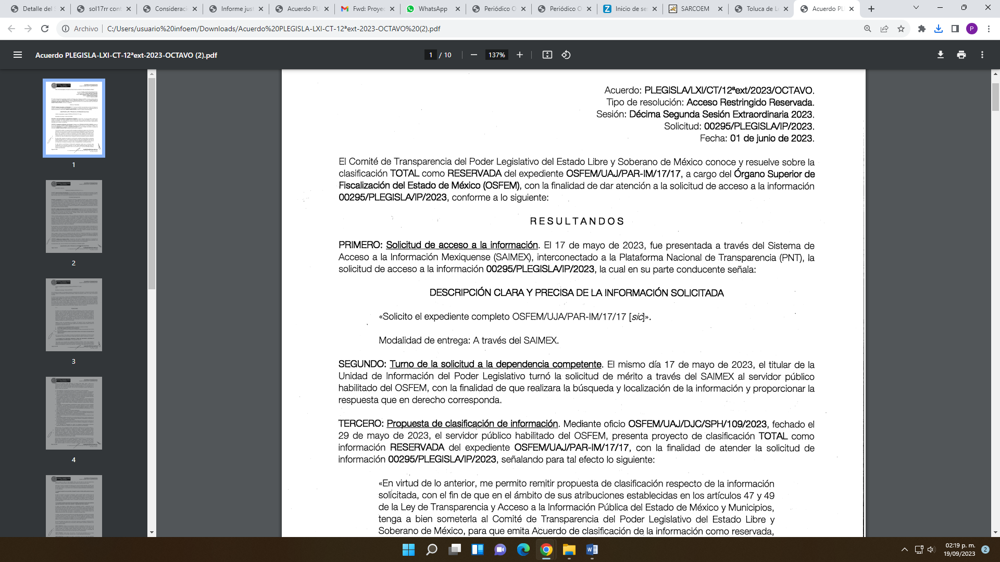 Detalle del S
sol17rr cont
Consideraci
Informe just
Acuerdo PL
Fwd: Proyec
WhatsApp
Periódico O
Periódico O
Inicio de se
SARCOEM
Toluca de L
Acuerdo PL
Archivo | C:/Users/usuario%20infoem/Downloads/Acuerdo%20PLEGISLA-LXI-CT-12ªext-2023-OCTAVO%20(2).pdf
P
Acuerdo PLEGISLA-LXI-CT-12ªext-2023-OCTAVO (2).pdf
1 / 10
137%
1
2
3
4
Acuerdo: PLEGISLA/LXI/CT/12ªext/2023/OCTAVO.
Tipo de resolución: Acceso Restringido Reservada.
Sesión: Décima Segunda Sesión Extraordinaria 2023.
Solicitud: 00295/PLEGISLA/IP/2023.
Fecha: 01 de junio de 2023.
El Comité de Transparencia del Poder Legislativo del Estado Libre y Soberano de México conoce y resuelve sobre la
clasificación TOTAL como RESERVADA del expediente OSFEM/UAJ/PAR-IM/17/17, a cargo del Órgano Superior de
Fiscalización del Estado de México (OSFEM), con la finalidad de dar atención a la solicitud de acceso a la información
00295/PLEGISLA/IP/2023, conforme a lo siguiente:
R E S U L T A N D O S
PRIMERO: Solicitud de acceso a la información. El 17 de mayo de 2023, fue presentada a través del Sistema de
Acceso a la Información Mexiquense (SAIMEX), interconectado a la Plataforma Nacional de Transparencia (PNT), la
solicitud de acceso a la información 00295/PLEGISLA/IP/2023, la cual en su parte conducente señala:
DESCRIPCIÓN CLARA Y PRECISA DE LA INFORMACIÓN SOLICITADA
«Solicito el expediente completo OSFEM/UJA/PAR-IM/17/17 [sic]».
Modalidad de entrega: A través del SAIMEX.
SEGUNDO: Turno de la solicitud a la dependencia competente. El mismo día 17 de mayo de 2023, el titular de la
Unidad de Información del Poder Legislativo turnó la solicitud de mérito a través del SAIMEX al servidor público
habilitado del OSFEM, con la finalidad de que realizara la búsqueda y localización de la información y proporcionar la
respuesta que en derecho corresponda.
TERCERO: Propuesta de clasificación de información. Mediante oficio OSFEM/UAJ/DJC/SPH/109/2023, fechado el
29 de mayo de 2023, el servidor público habilitado del OSFEM, presenta proyecto de clasificación TOTAL como
información RESERVADA del expediente OSFEM/UAJ/PAR-IM/17/17, con la finalidad de atender la solicitud de
información 00295/PLEGISLA/IP/2023, señalando para tal efecto lo siguiente:
«En virtud de lo anterior, me permito remitir propuesta de clasificación respecto de la información
solicitada, con el fin de que en el ámbito de sus atribuciones establecidas en los artículos 47 y 49
de la Ley de Transparencia y Acceso a la Información Pública del Estado de México y Municipios,
tenga a bien someterla al Comité de Transparencia del Poder Legislativo del Estado Libre y
Soberano de México, para que emita Acuerdo de clasificación de la información como reservada,
02:19 p. m.
19/09/2023
2